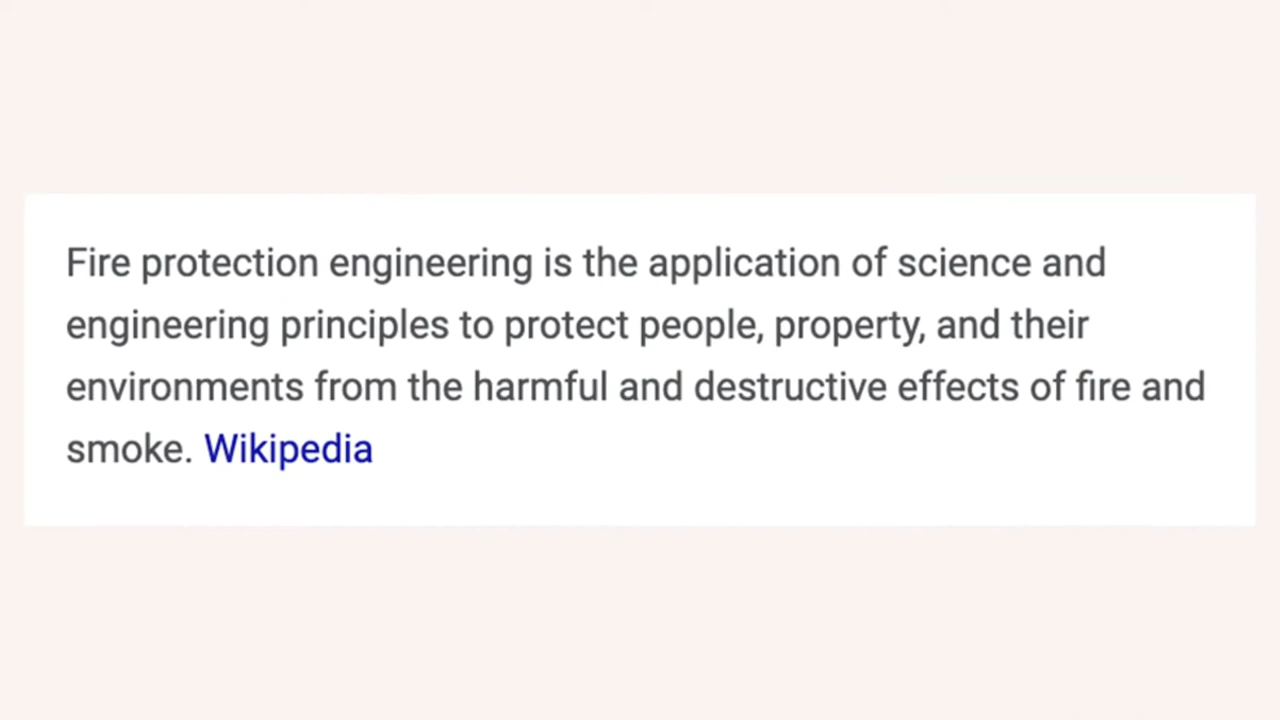 Fire protection engineering is the application of science and
engineering principles to protect people, property, and their
environments from the harmful and destructive effects of fire and
smoke. Wikipedia